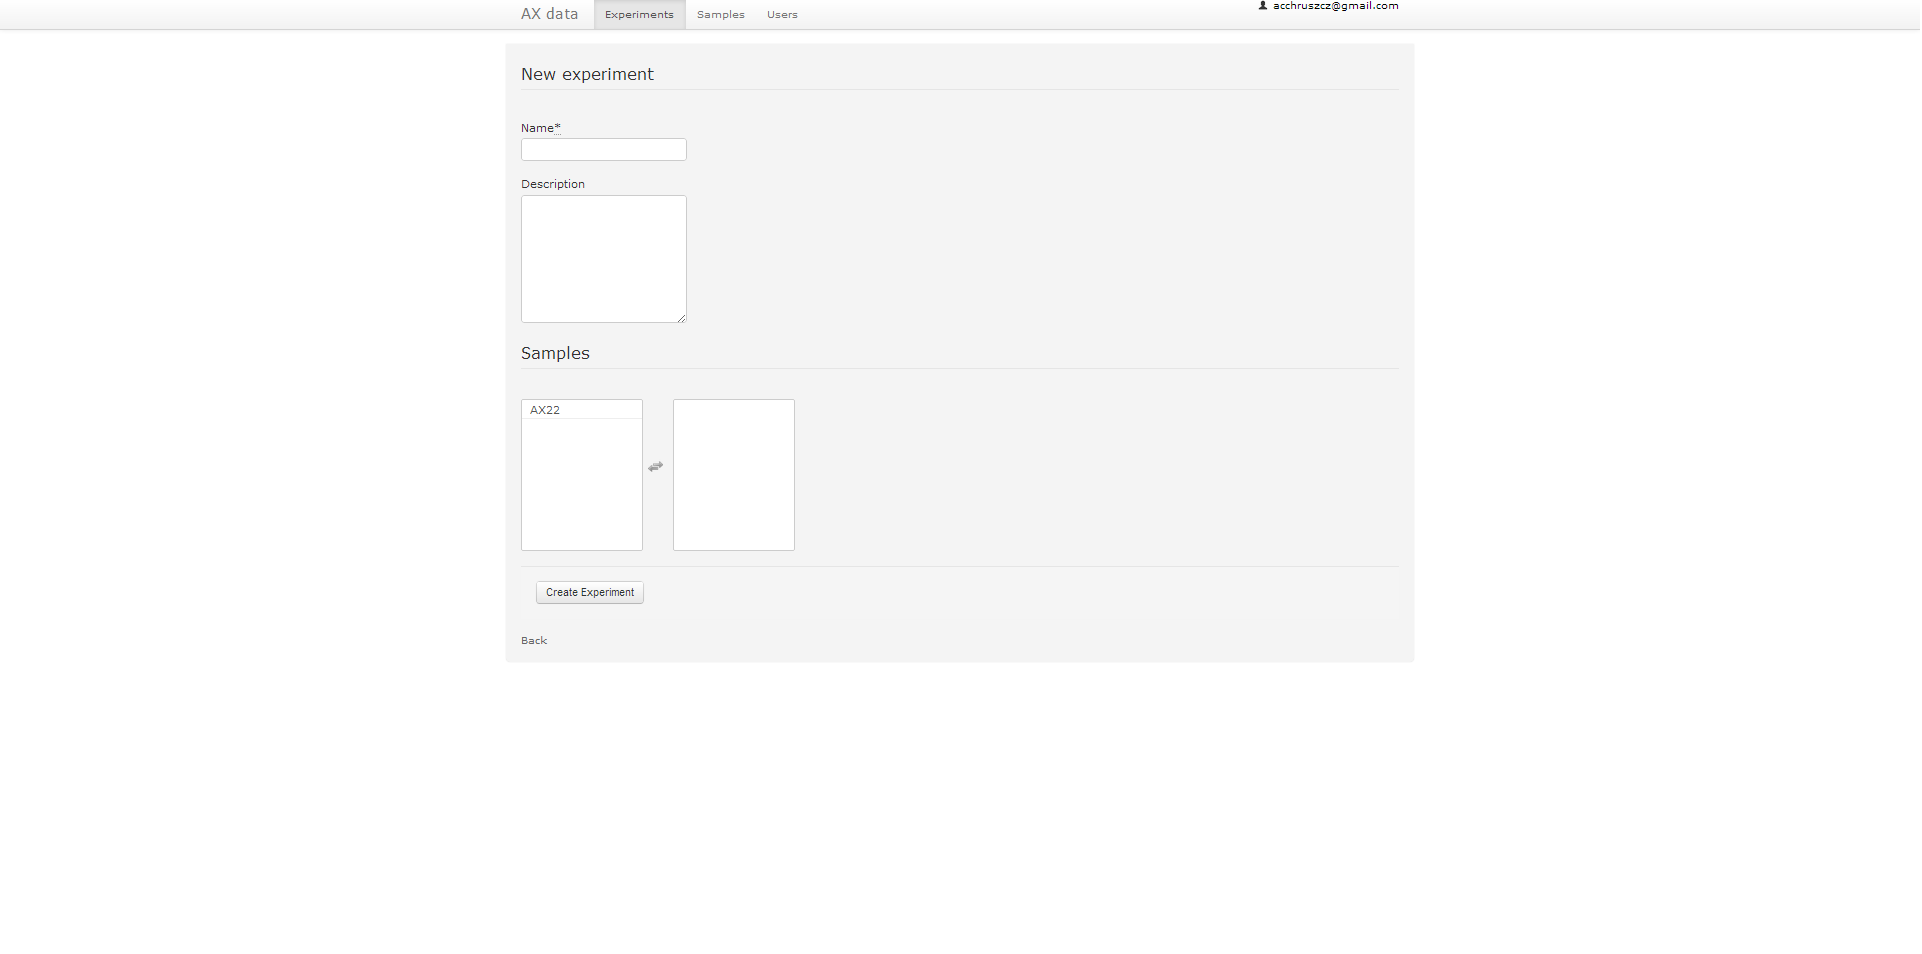 AX data Experiments Samples Users acchruszcz@gmail.com
New experiment
Name*
Description
Samples
AX22
Create Experiment
Back